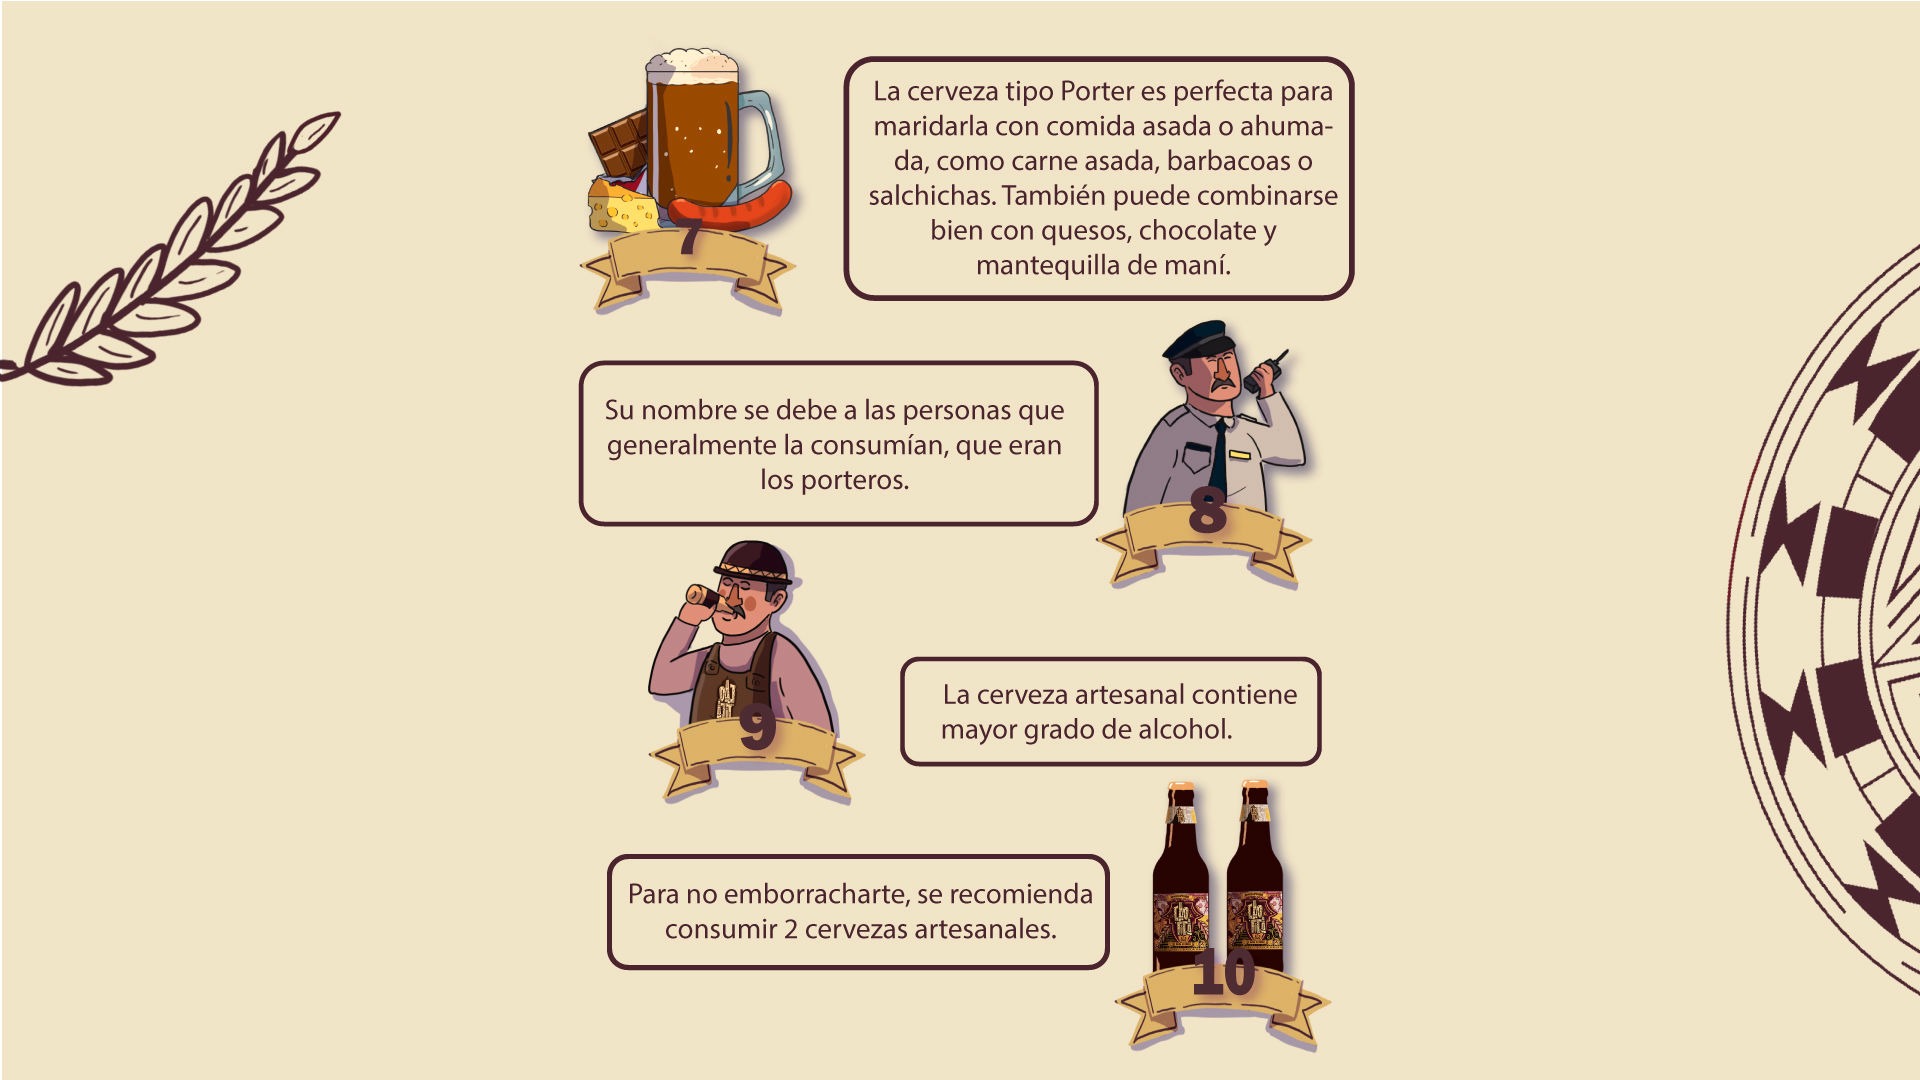 La cerveza tipo Porter es perfecta para
maridarla con comida asada o ahuma-
da, como carne asada, barbacoas o
salchichas. También puede combinarse
bien con quesos, chocolate y
mantequilla de maní.
7
Su nombre se debe a las personas que
generalmente la consumían, que eran
los porteros.
8
La cerveza artesanal contiene
mayor grado de alcohol.
9
Para no emborracharte, se recomienda
consumir 2 cervezas artesanales.
10